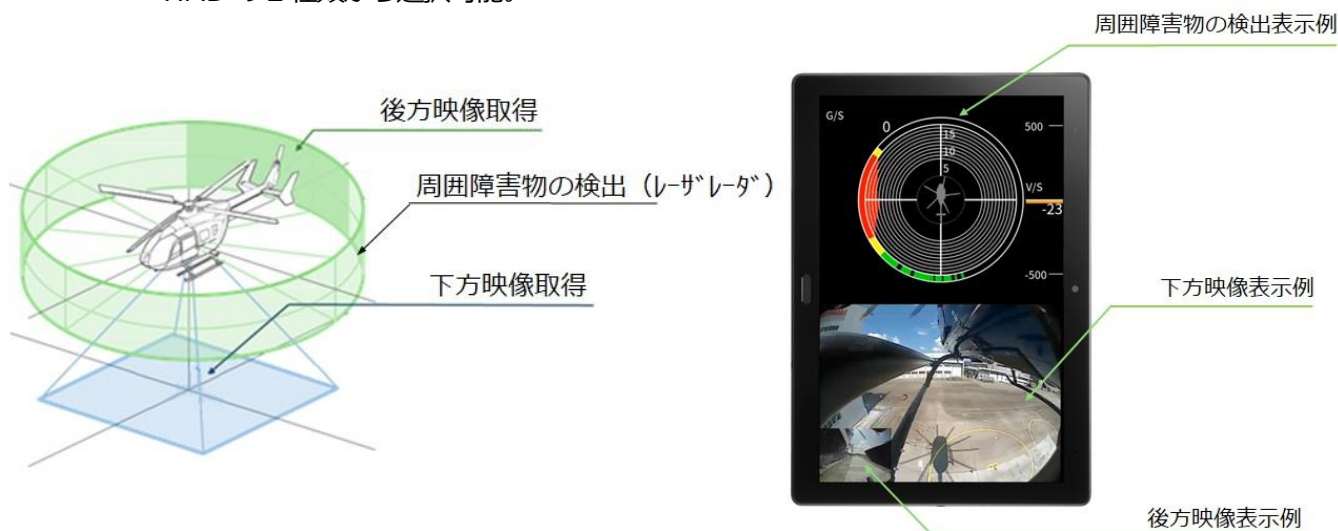 後方映像取得
周囲障害物の検出（ﾚｰｻﾞﾚｰﾀﾞ）
下方映像取得
周囲障害物の検出表示例
G/S
0
15
10
5
500
V/S
-23
-500
下方映像表示例
後方映像表示例